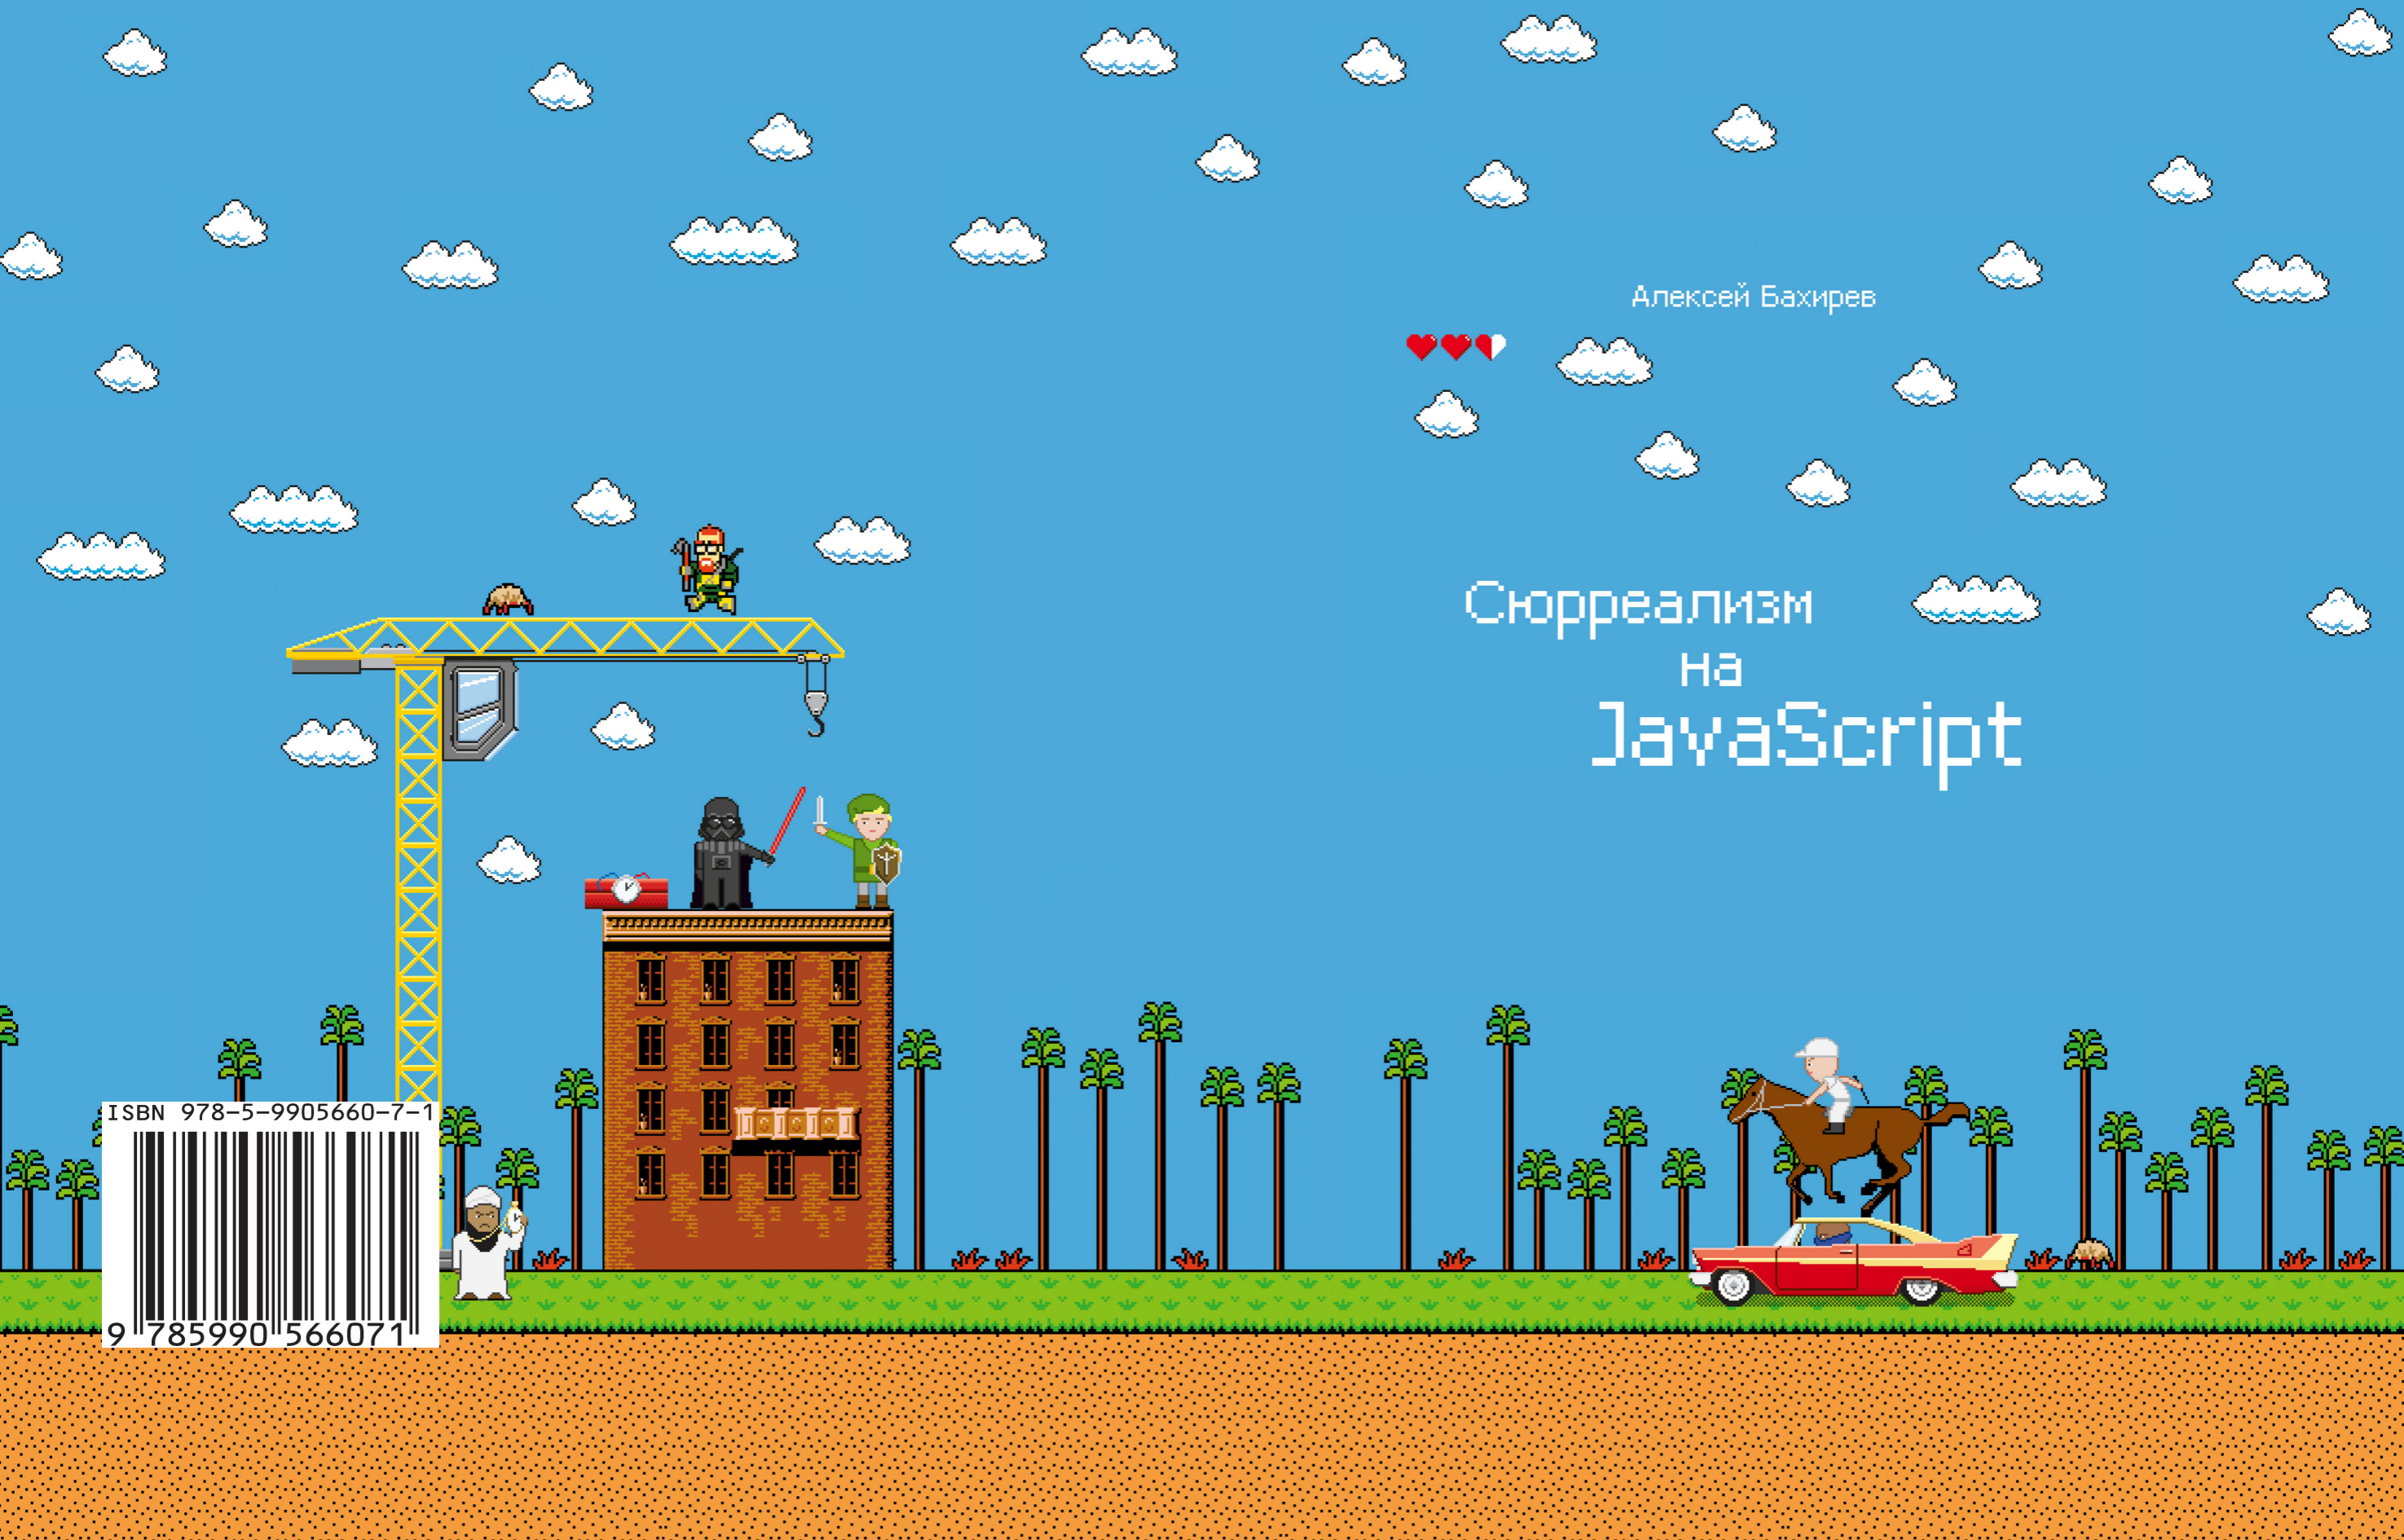 Алексей Бахирев
Сюрреализм
на
JavaScript
ISBN 978-5-9905660-7-1
9 785990 566071